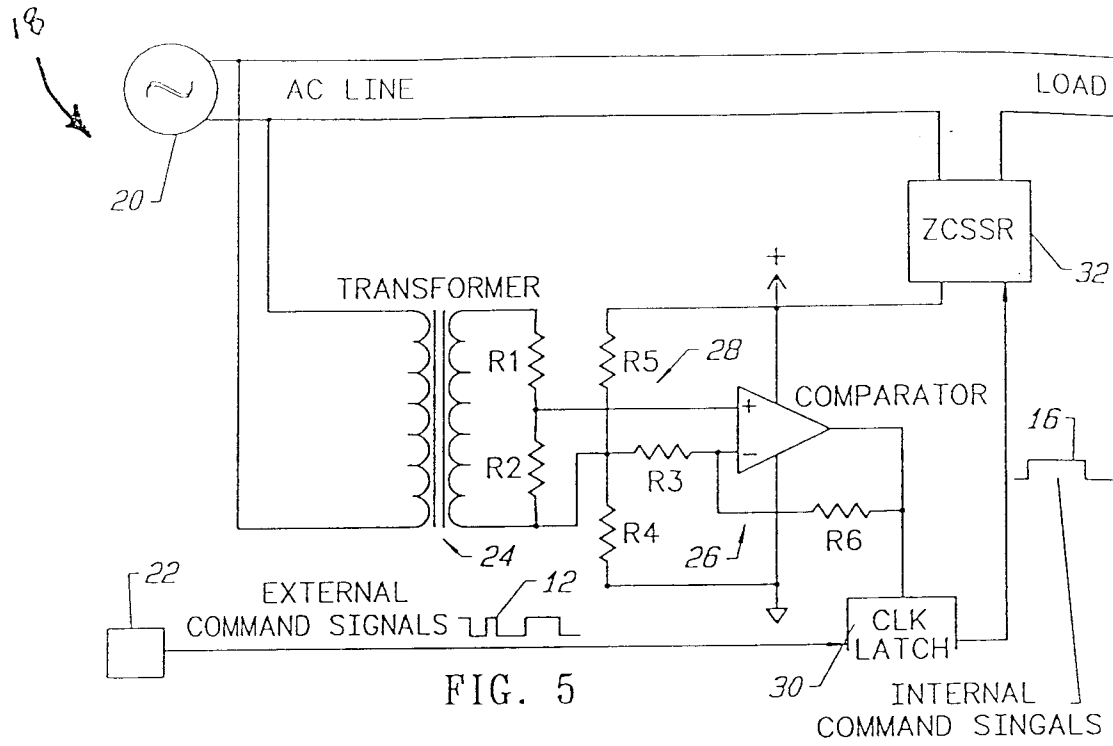 18
AC LINE
LOAD
20
ZCSSR
32
+
TRANSFORMER
R1
R5
28
COMPARATOR
+
−
16
R2
R3
R4
26
R6
24
22
EXTERNAL
COMMAND SIGNALS
12
CLK
LATCH
30
FIG. 5
INTERNAL
COMMAND SINGALS